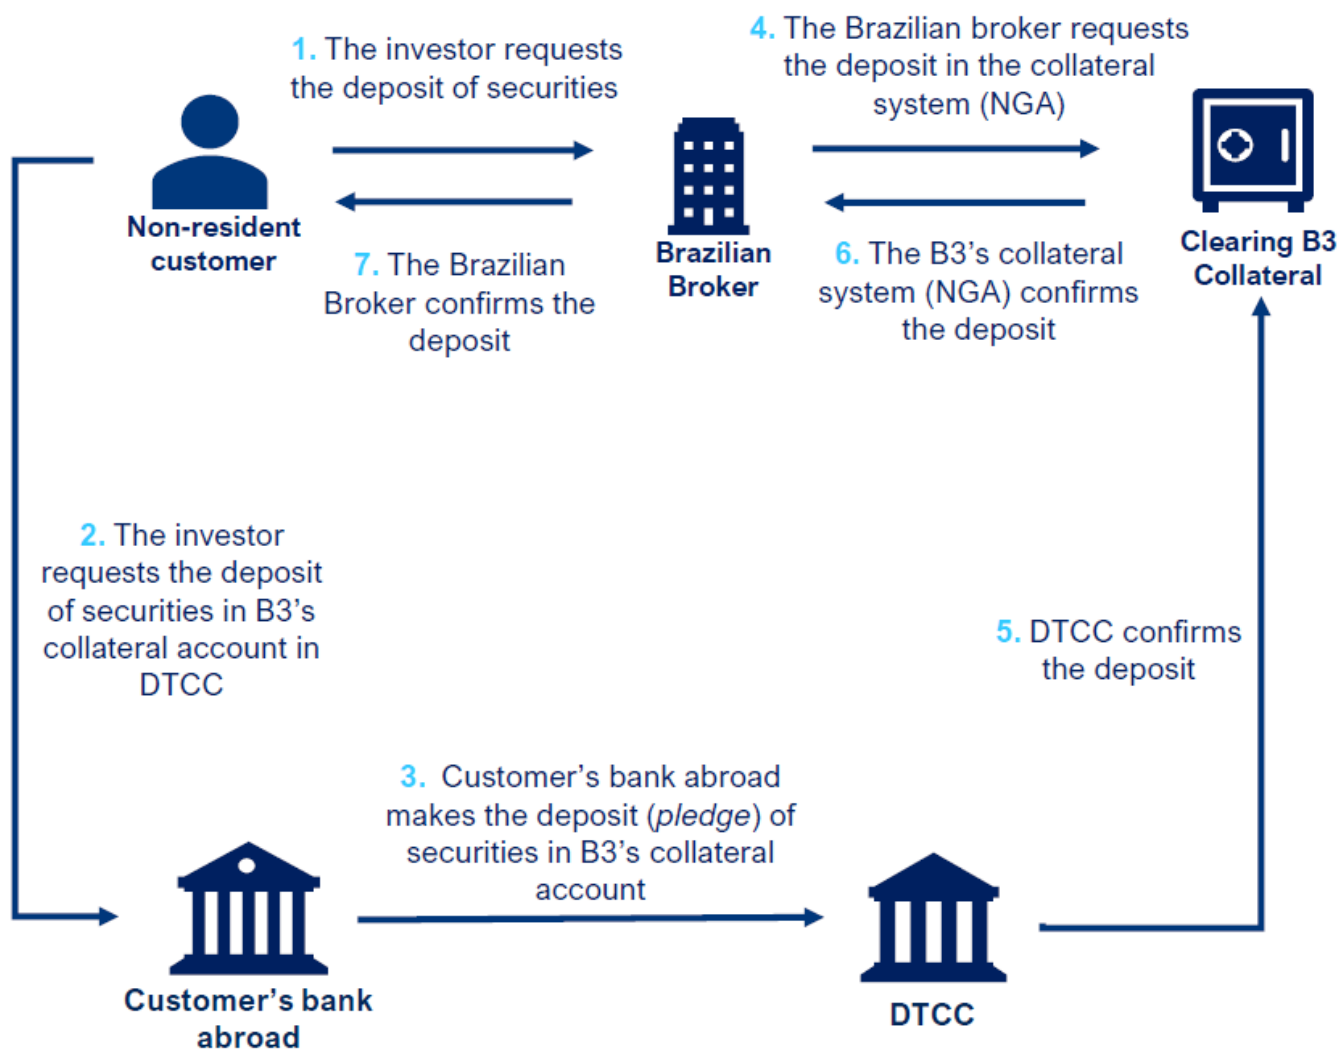 1. The investor requests
the deposit of securities
4. The Brazilian broker requests
the deposit in the collateral
system (NGA)
Non-resident
customer
Brazilian
Broker
Clearing B3
Collateral
7. The Brazilian
Broker confirms the
deposit
6. The B3’s collateral
system (NGA) confirms
the deposit
2. The investor
requests the deposit
of securities in B3’s
collateral account in
DTCC
5. DTCC confirms
the deposit
3. Customer’s bank abroad
makes the deposit (pledge) of
securities in B3’s collateral
account
Customer’s bank
abroad
DTCC